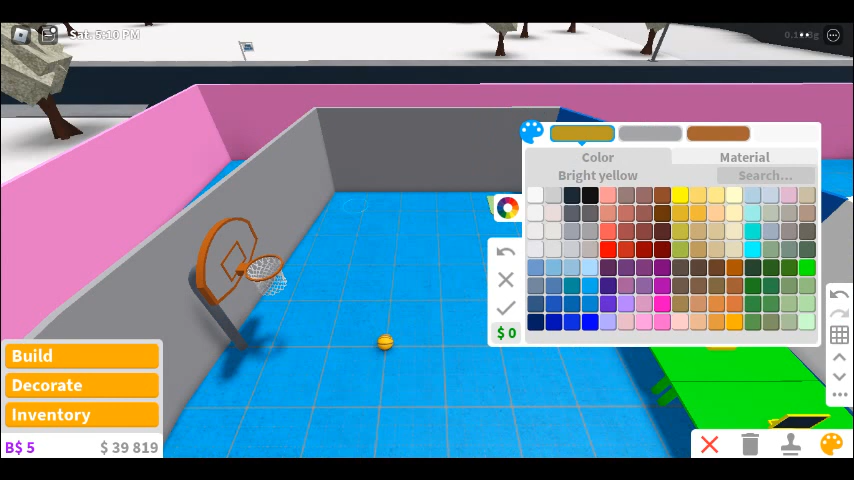 Sat. 5:10 PM
Color
Material
Bright yellow
Search...
$ 0
Build
Decorate
Inventory
B$ 5
$ 39 819